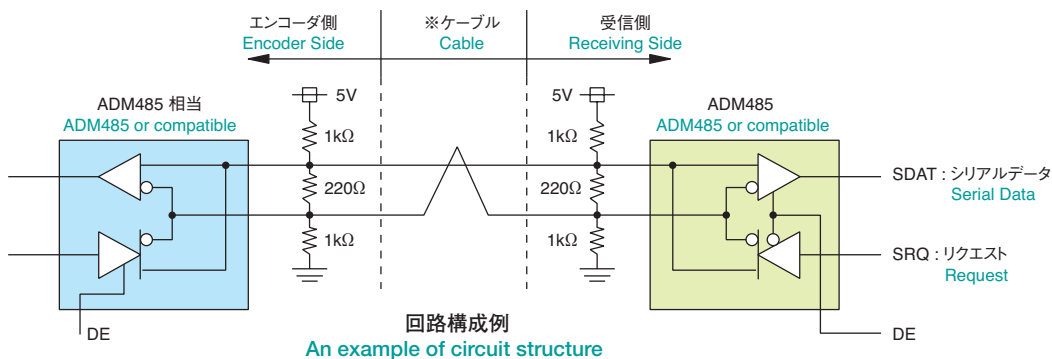 エンコーダ側
Encoder Side
※ケーブル
Cable
受信側
Receiving Side
5V
5V
ADM485 相当
ADM485 or compatible
ADM485
ADM485 or compatible
1kΩ
1kΩ
220Ω
220Ω
1kΩ
1kΩ
SDAT : シリアルデータ
Serial Data
SRQ : リクエスト
Request
DE
DE
回路構成例
An example of circuit structure